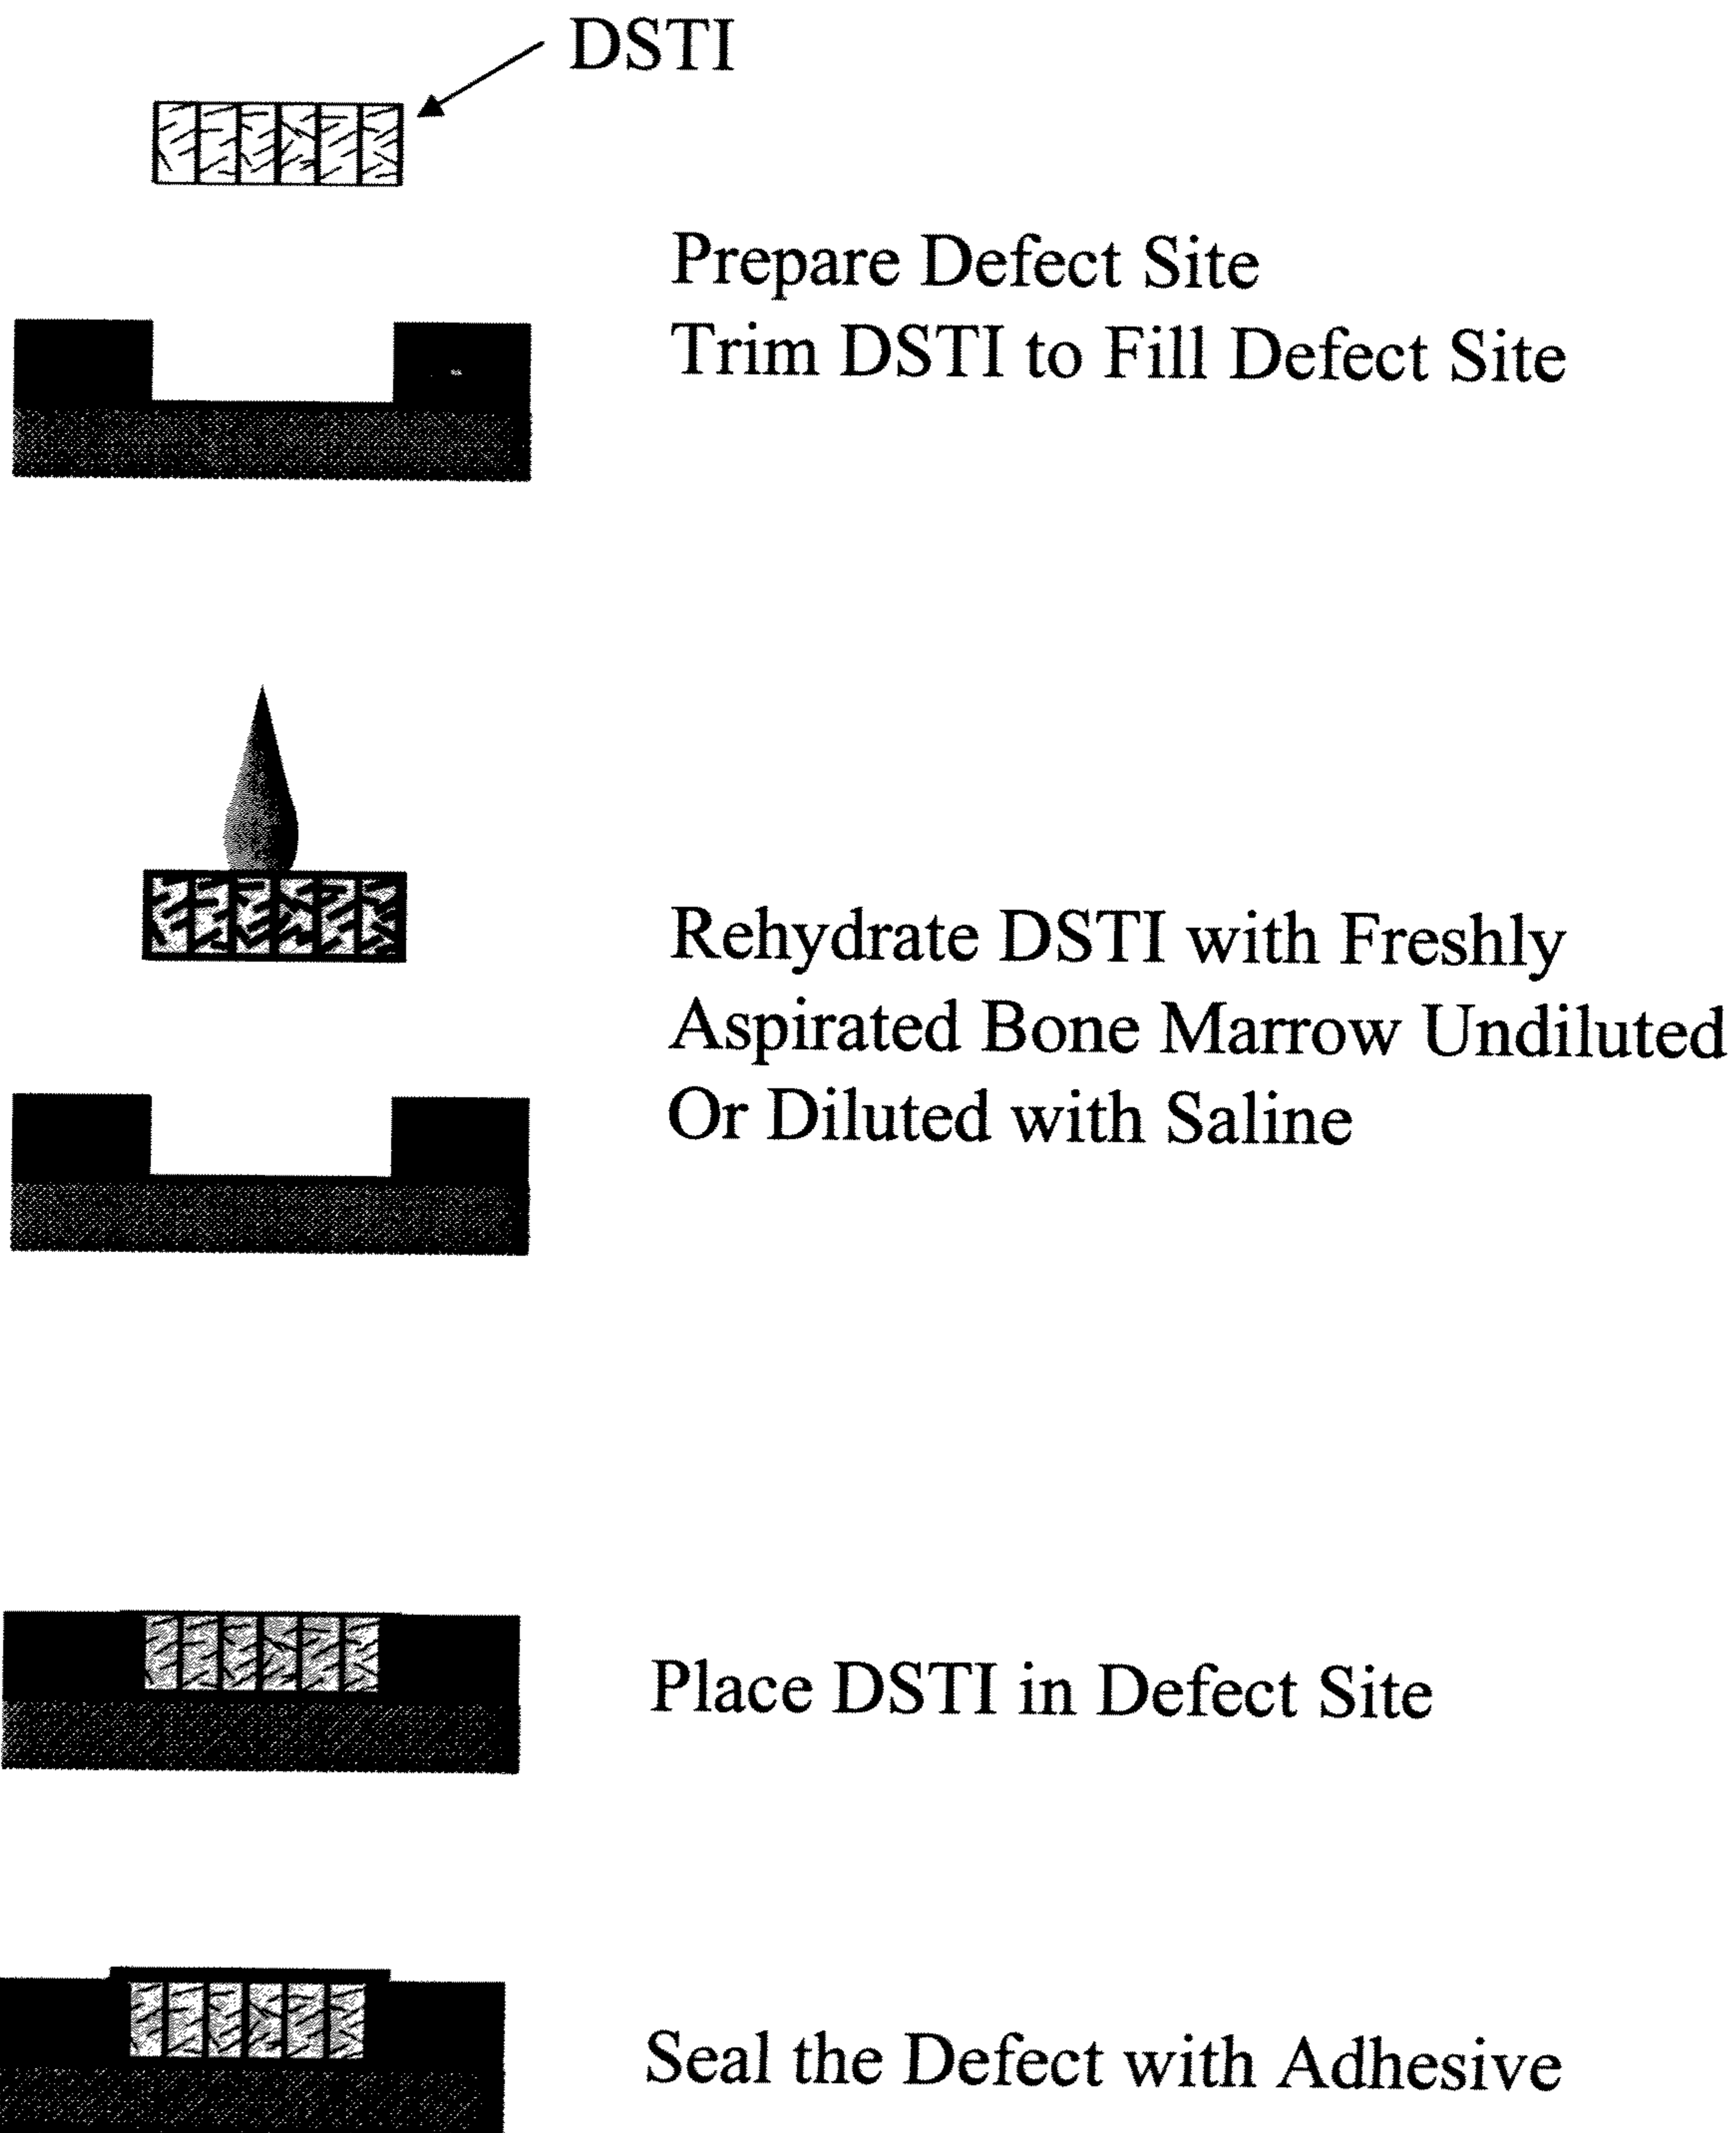 DSTI
Prepare Defect Site
Trim DSTI to Fill Defect Site
Rehydrate DSTI with Freshly
Aspirated Bone Marrow Undiluted
Or Diluted with Saline
Place DSTI in Defect Site
Seal the Defect with Adhesive